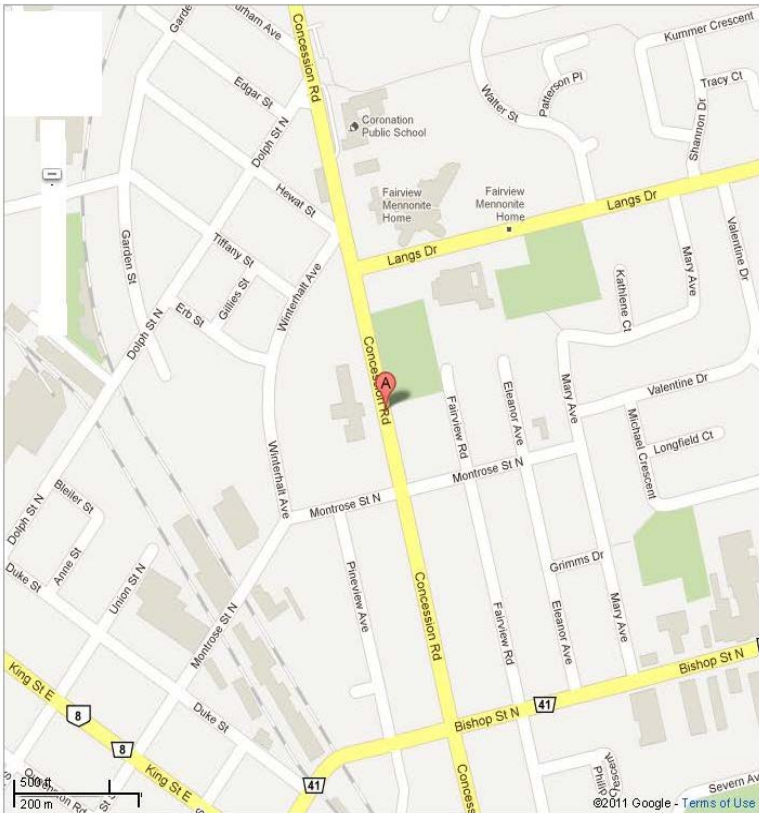 Garden
urham Ave
Concession Rd
Kummer Crescent
Edgar St
Dolph St N
Walter St
Patterson Pl
Tracy Ct
Shannon Dr
Coronation
Public School
Hewat St
Fairview
Mennonite
Home
Fairview
Mennonite
Home
Langs Dr
Langs Dr
Garden St
Tiffany St
Gillies St
Erb St
Winterhalt Ave
Mary Ave
Valentine Dr
Kathlene Ct
Dolph St N
A
Concession Rd
Fairview Rd
Eleanor Ave
Mary Ave
Valentine Dr
Michael Crescent
Longfield Ct
Winterhalt Ave
Montrose St N
Montrose St N
Bleiler St
Dolph St N
Anne St
Union St N
Duke St
Pineview Ave
Concession Rd
Fairview Rd
Grimms Dr
Eleanor Ave
Mary Ave
Montrose St N
Bishop St N
King St E
8
8
Duke St
41
Bishop St N
41
King St E
Concess
Philip
escent
Severn Av
500 ft
200 m
©2011 Google - Terms of Use